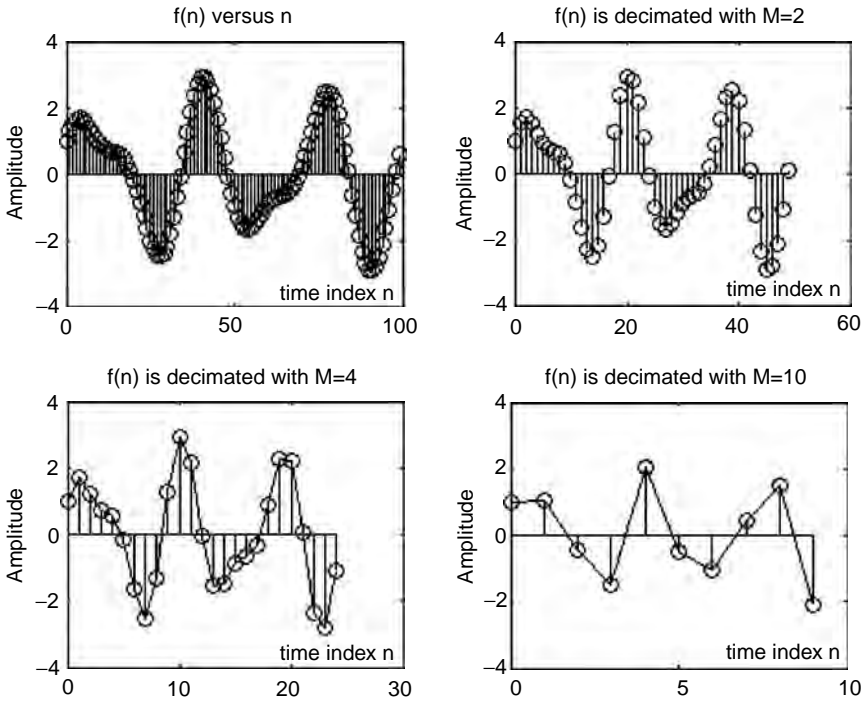 f(n) versus n
Amplitude
4
2
0
−2
−4
time index n
0
50
100
f(n) is decimated with M=2
Amplitude
4
2
0
−2
−4
time index n
0
20
40
60
f(n) is decimated with M=4
Amplitude
4
2
0
−2
−4
time index n
0
10
20
30
f(n) is decimated with M=10
Amplitude
4
2
0
−2
−4
time index n
0
5
10